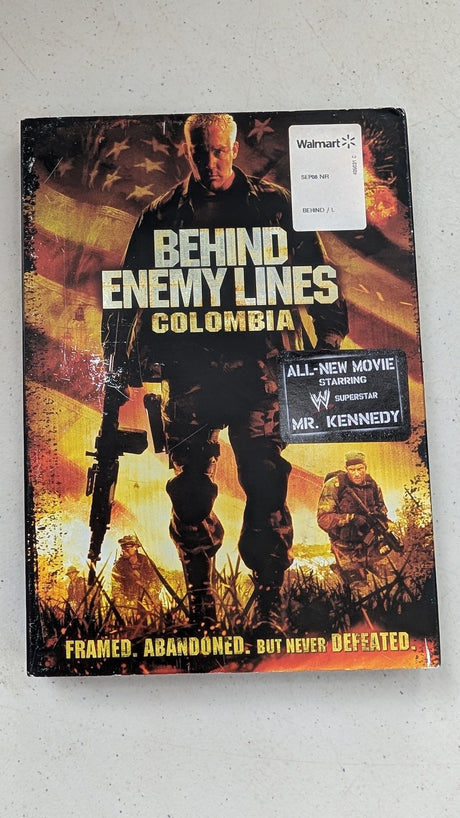 Walmart
SEP08 NR
BEHIND / L
BEHIND
ENEMY LINES
COLOMBIA
ALL-NEW MOVIE
STARRING
W SUPERSTAR
MR. KENNEDY
FRAMED. ABANDONED. BUT NEVER DEFEATED.